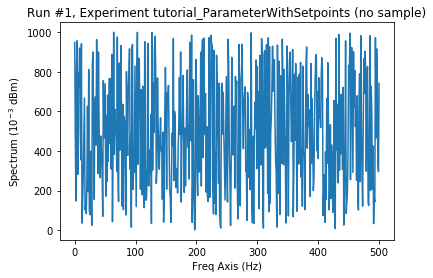 Run #1, Experiment tutorial_ParameterWithSetpoints (no sample)
1000
800
600
400
200
0
Spectrum (10⁻³ dBm)
0 100 200 300 400 500
Freq Axis (Hz)